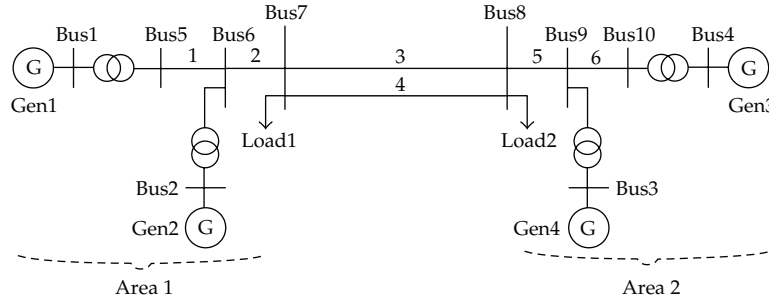 Bus7
Bus8
Bus1
Bus5
Bus6
Bus9
Bus10
Bus4
1
2
3
5
6
G
G
4
Gen1
Gen3
Load1
Load2
Bus2
Bus3
Gen2
G
Gen4
G
Area 1
Area 2